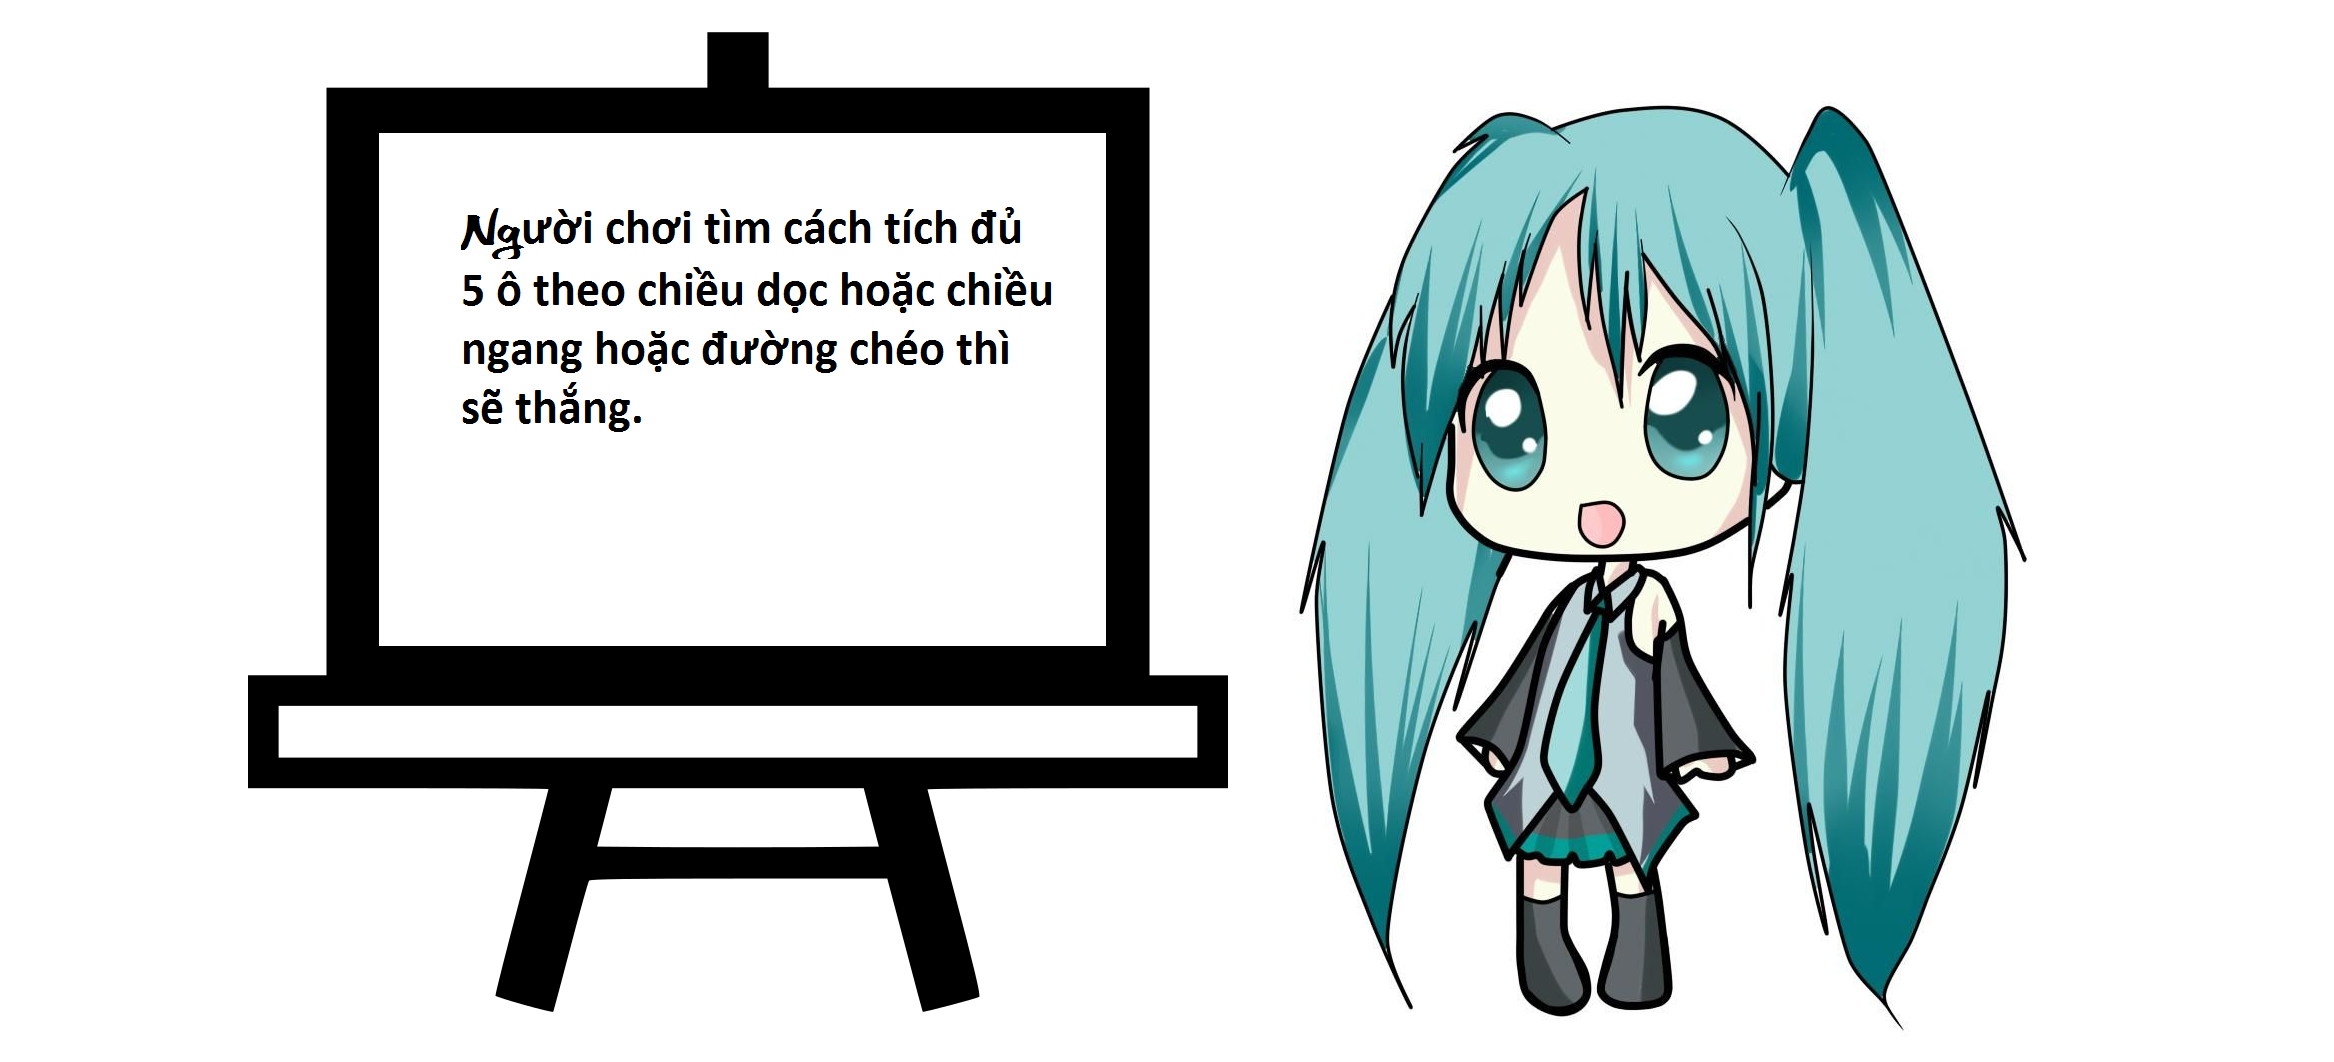 Người chơi tìm cách tích đủ
5 ô theo chiều dọc hoặc chiều
ngang hoặc đường chéo thì
sẽ thắng.